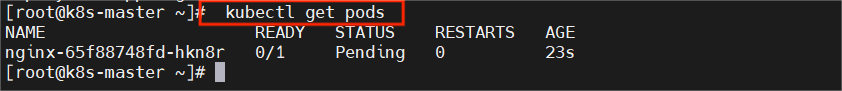 [root@k8s-master ~]# kubectl get pods
NAME READY STATUS RESTARTS AGE
nginx-65f88748fd-hkn8r 0/1 Pending 0 23s
[root@k8s-master ~]#